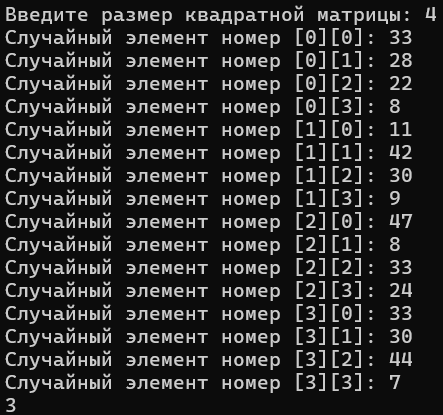 Введите размер квадратной матрицы: 4
Случайный элемент номер [0][0]: 33
Случайный элемент номер [0][1]: 28
Случайный элемент номер [0][2]: 22
Случайный элемент номер [0][3]: 8
Случайный элемент номер [1][0]: 11
Случайный элемент номер [1][1]: 42
Случайный элемент номер [1][2]: 30
Случайный элемент номер [1][3]: 9
Случайный элемент номер [2][0]: 47
Случайный элемент номер [2][1]: 8
Случайный элемент номер [2][2]: 33
Случайный элемент номер [2][3]: 24
Случайный элемент номер [3][0]: 33
Случайный элемент номер [3][1]: 30
Случайный элемент номер [3][2]: 44
Случайный элемент номер [3][3]: 7
3